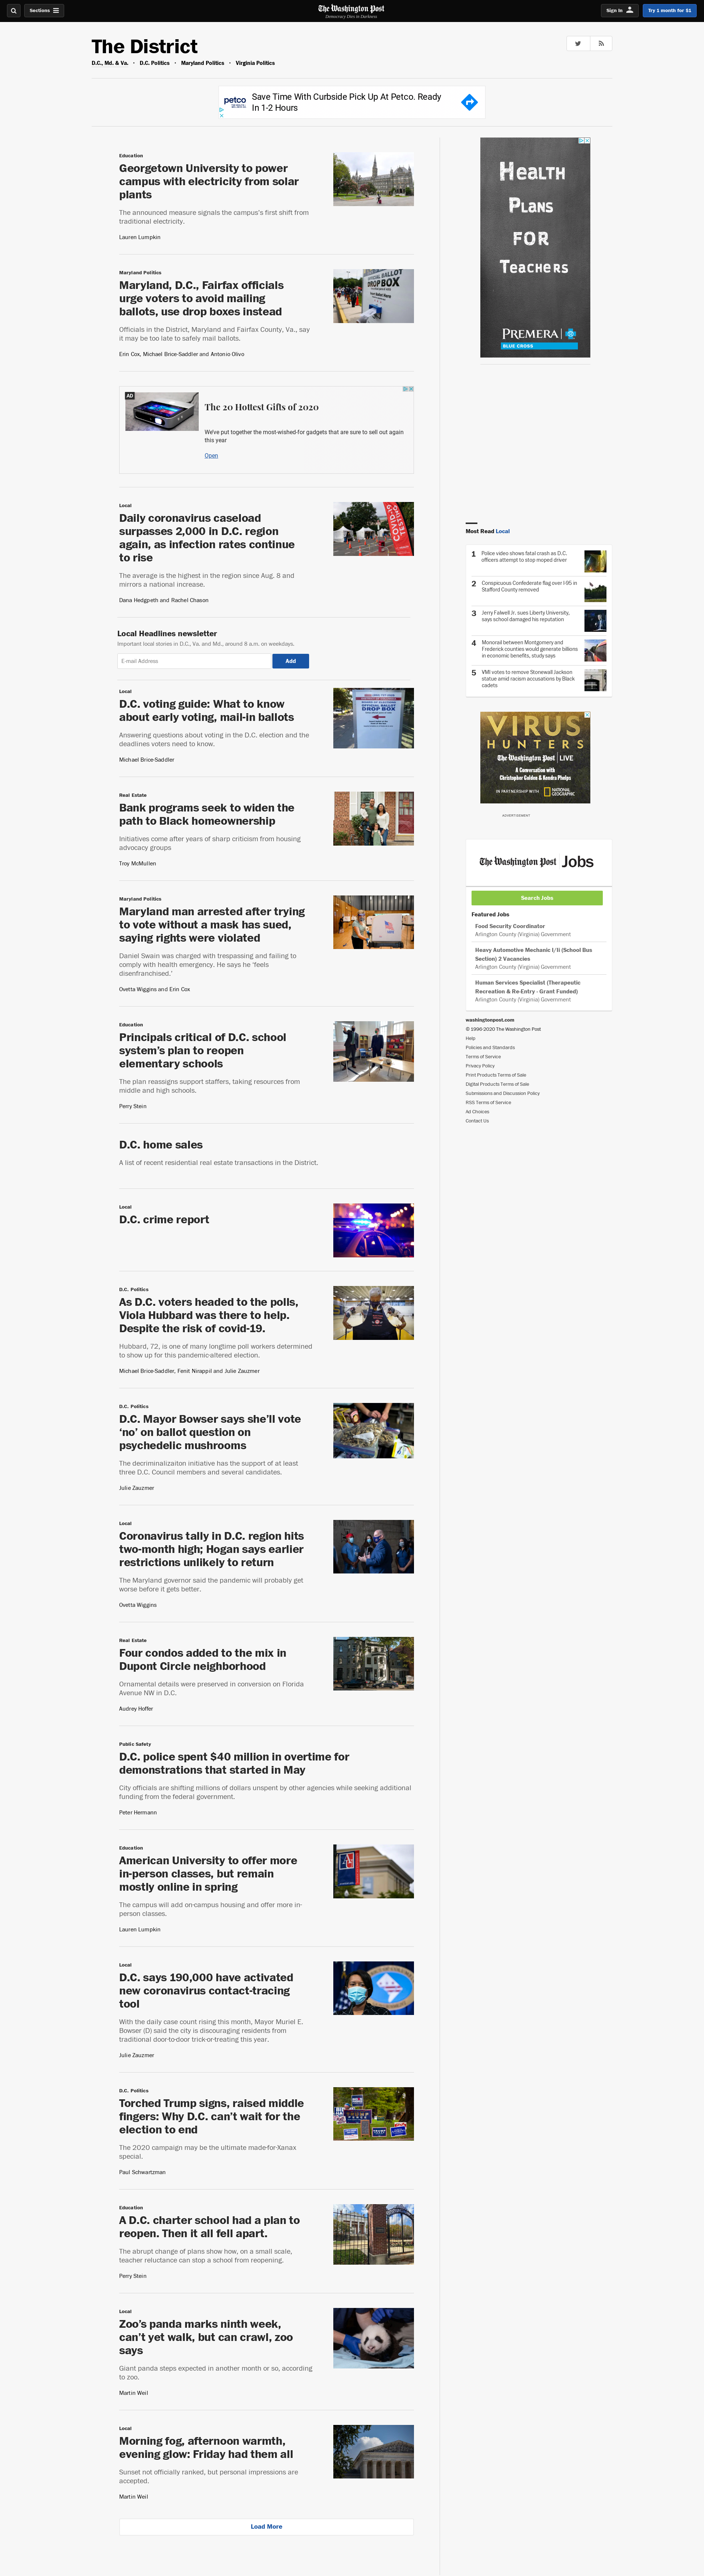 Sections
The Washington Post
Democracy Dies in Darkness
Sign In
Try 1 month for $1
The District
D.C., Md. & Va. • D.C. Politics • Maryland Politics • Virginia Politics
petco
Save Time With Curbside Pick Up At Petco. Ready
In 1-2 Hours
Education
Georgetown University to power
campus with electricity from solar
plants
The announced measure signals the campus's first shift from
traditional electricity.
Lauren Lumpkin
Maryland Politics
Maryland, D.C., Fairfax officials
urge voters to avoid mailing
ballots, use drop boxes instead
Officials in the District, Maryland and Fairfax County, Va., say
it may be too late to safely mail ballots.
Erin Cox, Michael Brice-Saddler and Antonio Olivo
AD
The 20 Hottest Gifts of 2020
We've put together the most-wished-for gadgets that are sure to sell out again
this year
Open
Local
Daily coronavirus caseload
surpasses 2,000 in D.C. region
again, as infection rates continue
to rise
The average is the highest in the region since Aug. 8 and
mirrors a national increase.
Dana Hedgpeth and Rachel Chason
Local Headlines newsletter
Important local stories in D.C., Va. and Md., around 8 a.m. on weekdays.
E-mail Address
Add
Local
D.C. voting guide: What to know
about early voting, mail-in ballots
Answering questions about voting in the D.C. election and the
deadlines voters need to know.
Michael Brice-Saddler
Real Estate
Bank programs seek to widen the
path to Black homeownership
Initiatives come after years of sharp criticism from housing
advocacy groups
Troy McMullen
Maryland Politics
Maryland man arrested after trying
to vote without a mask has sued,
saying rights were violated
Daniel Swain was charged with trespassing and failing to
comply with health emergency. He says he 'feels
disenfranchised.'
Ovetta Wiggins and Erin Cox
Education
Principals critical of D.C. school
system's plan to reopen
elementary schools
The plan reassigns support staffers, taking resources from
middle and high schools.
Perry Stein
D.C. home sales
A list of recent residential real estate transactions in the District.
Local
D.C. crime report
D.C. Politics
As D.C. voters headed to the polls,
Viola Hubbard was there to help.
Despite the risk of covid-19.
Hubbard, 72, is one of many longtime poll workers determined
to show up for this pandemic-altered election.
Michael Brice-Saddler, Fenit Nirappil and Julie Zauzmer
D.C. Politics
D.C. Mayor Bowser says she'll vote
'no' on ballot question on
psychedelic mushrooms
The decriminalizaiton initiative has the support of at least
three D.C. Council members and several candidates.
Julie Zauzmer
Local
Coronavirus tally in D.C. region hits
two-month high; Hogan says earlier
restrictions unlikely to return
The Maryland governor said the pandemic will probably get
worse before it gets better.
Ovetta Wiggins
Real Estate
Four condos added to the mix in
Dupont Circle neighborhood
Ornamental details were preserved in conversion on Florida
Avenue NW in D.C.
Audrey Hoffer
Public Safety
D.C. police spent $40 million in overtime for
demonstrations that started in May
City officials are shifting millions of dollars unspent by other agencies while seeking additional
funding from the federal government.
Peter Hermann
Education
American University to offer more
in-person classes, but remain
mostly online in spring
The campus will add on-campus housing and offer more in-
person classes.
Lauren Lumpkin
Local
D.C. says 190,000 have activated
new coronavirus contact-tracing
tool
With the daily case count rising this month, Mayor Muriel E.
Bowser (D) said the city is discouraging residents from
traditional door-to-door trick-or-treating this year.
Julie Zauzmer
D.C. Politics
Torched Trump signs, raised middle
fingers: Why D.C. can't wait for the
election to end
The 2020 campaign may be the ultimate made-for-Xanax
special.
Paul Schwartzman
Education
A D.C. charter school had a plan to
reopen. Then it all fell apart.
The abrupt change of plans show how, on a small scale,
teacher reluctance can stop a school from reopening.
Perry Stein
Local
Zoo's panda marks ninth week,
can't yet walk, but can crawl, zoo
says
Giant panda steps expected in another month or so, according
to zoo.
Martin Weil
Local
Morning fog, afternoon warmth,
evening glow: Friday had them all
Sunset not officially ranked, but personal impressions are
accepted.
Martin Weil
Load More
Health
Plans
for
Teachers
PREMERA
BLUE CROSS
Most Read Local
1 Police video shows fatal crash as D.C.
officers attempt to stop moped driver
2 Conspicuous Confederate flag over I-95 in
Stafford County removed
3 Jerry Falwell Jr. sues Liberty University,
says school damaged his reputation
4 Monorail between Montgomery and
Frederick counties would generate billions
in economic benefits, study says
5 VMI votes to remove Stonewall Jackson
statue amid racism accusations by Black
cadets
VIRUS
HUNTERS
The Washington Post LIVE
A Conversation with
Christopher Golden & Kendra Phelps
IN PARTNERSHIP WITH NATIONAL GEOGRAPHIC
ADVERTISEMENT
The Washington Post Jobs
Search Jobs
Featured Jobs
Food Security Coordinator
Arlington County (Virginia) Government
Heavy Automotive Mechanic I/II (School Bus
Section) 2 Vacancies
Arlington County (Virginia) Government
Human Services Specialist (Therapeutic
Recreation & Re-Entry - Grant Funded)
Arlington County (Virginia) Government
washingtonpost.com
© 1996-2020 The Washington Post
Help
Policies and Standards
Terms of Service
Privacy Policy
Print Products Terms of Sale
Digital Products Terms of Sale
Submissions and Discussion Policy
RSS Terms of Service
Ad Choices
Contact Us